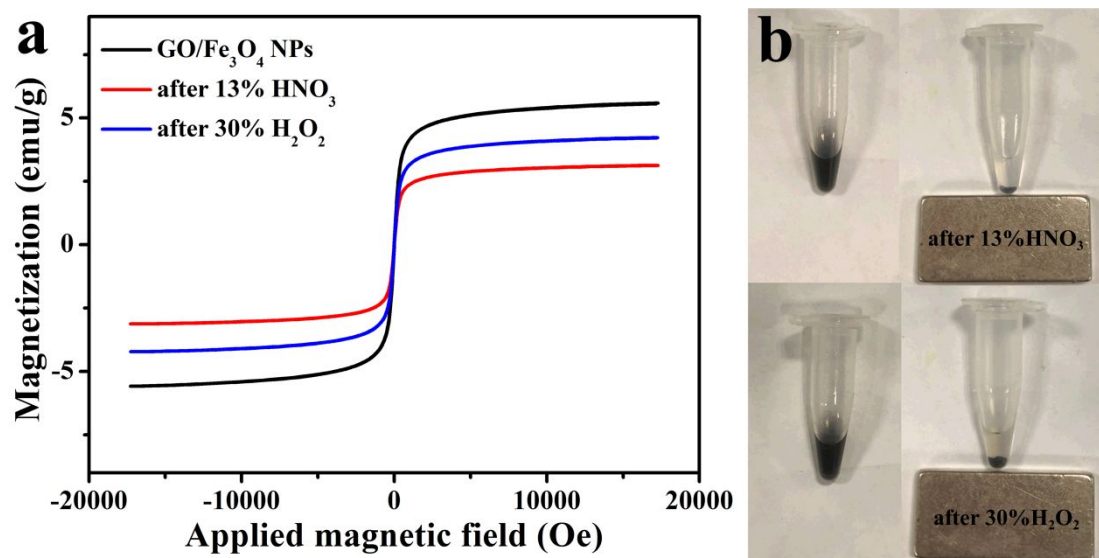 a
GO/Fe₃O₄ NPs
after 13% HNO₃
after 30% H₂O₂
Magnetization (emu/g)
5
0
-5
-20000 -10000 0 10000 20000
Applied magnetic field (Oe)
b
after 13%HNO₃
after 30%H₂O₂